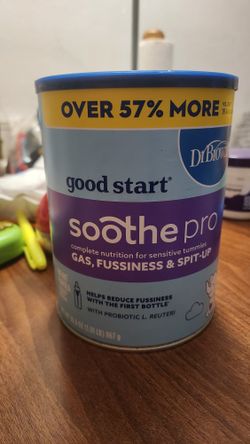 OVER 57% MORE
Dr Brown
good start®
soothe pro
complete nutrition for sensitive tummies
GAS, FUSSINESS & SPIT-UP
HELPS REDUCE FUSSINESS
WITH THE FIRST BOTTLE*
WITH PROBIOTIC L. REUTERI